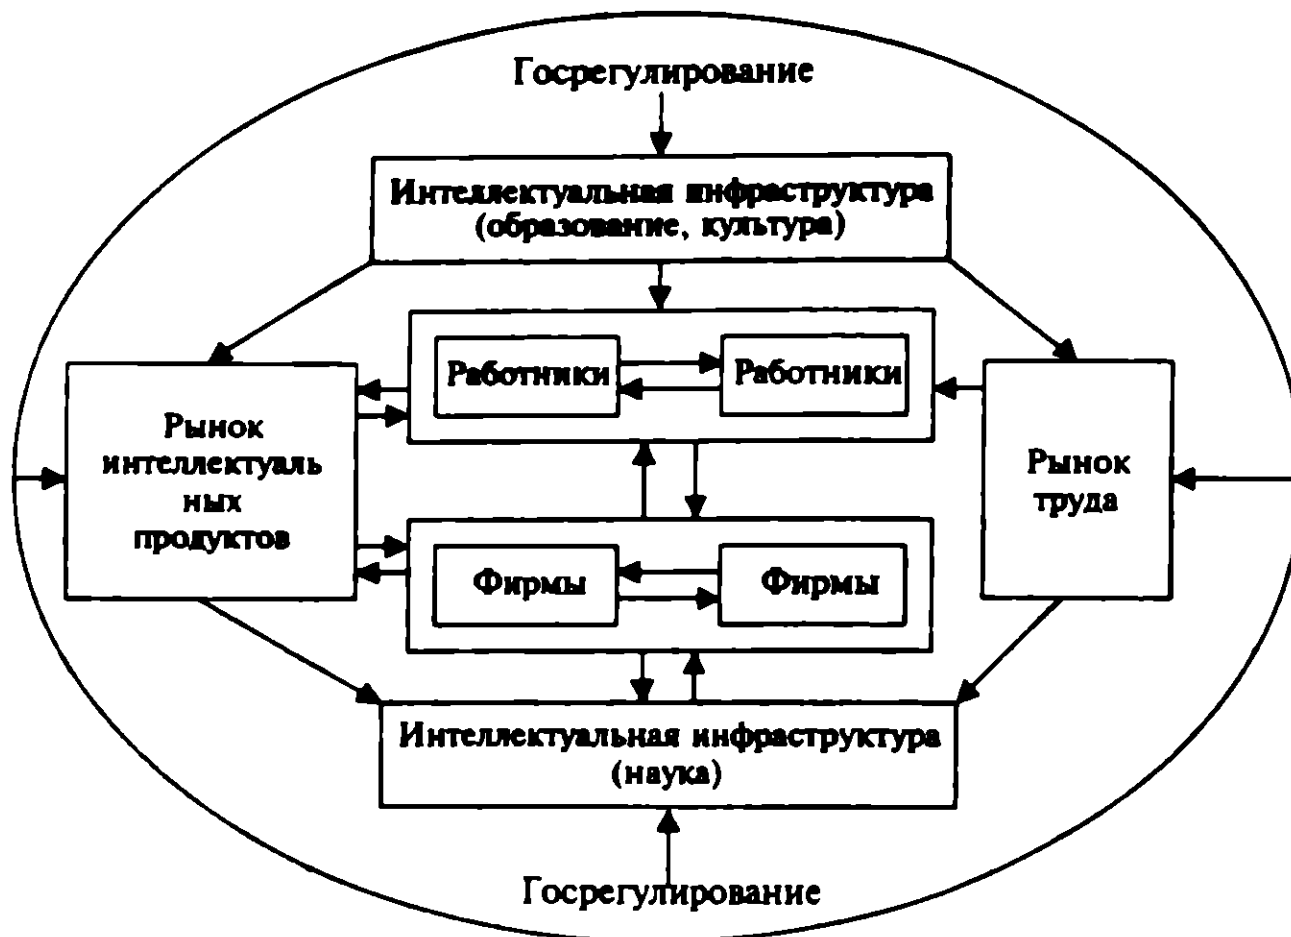 Госрегулирование
Интеллектуальная инфраструктура
(образование, культура)
Работники
Работники
Рынок
интеллектуаль
ных
продуктов
Рынок
труда
Фирмы
Фирмы
Интеллектуальная инфраструктура
(наука)
Госрегулирование